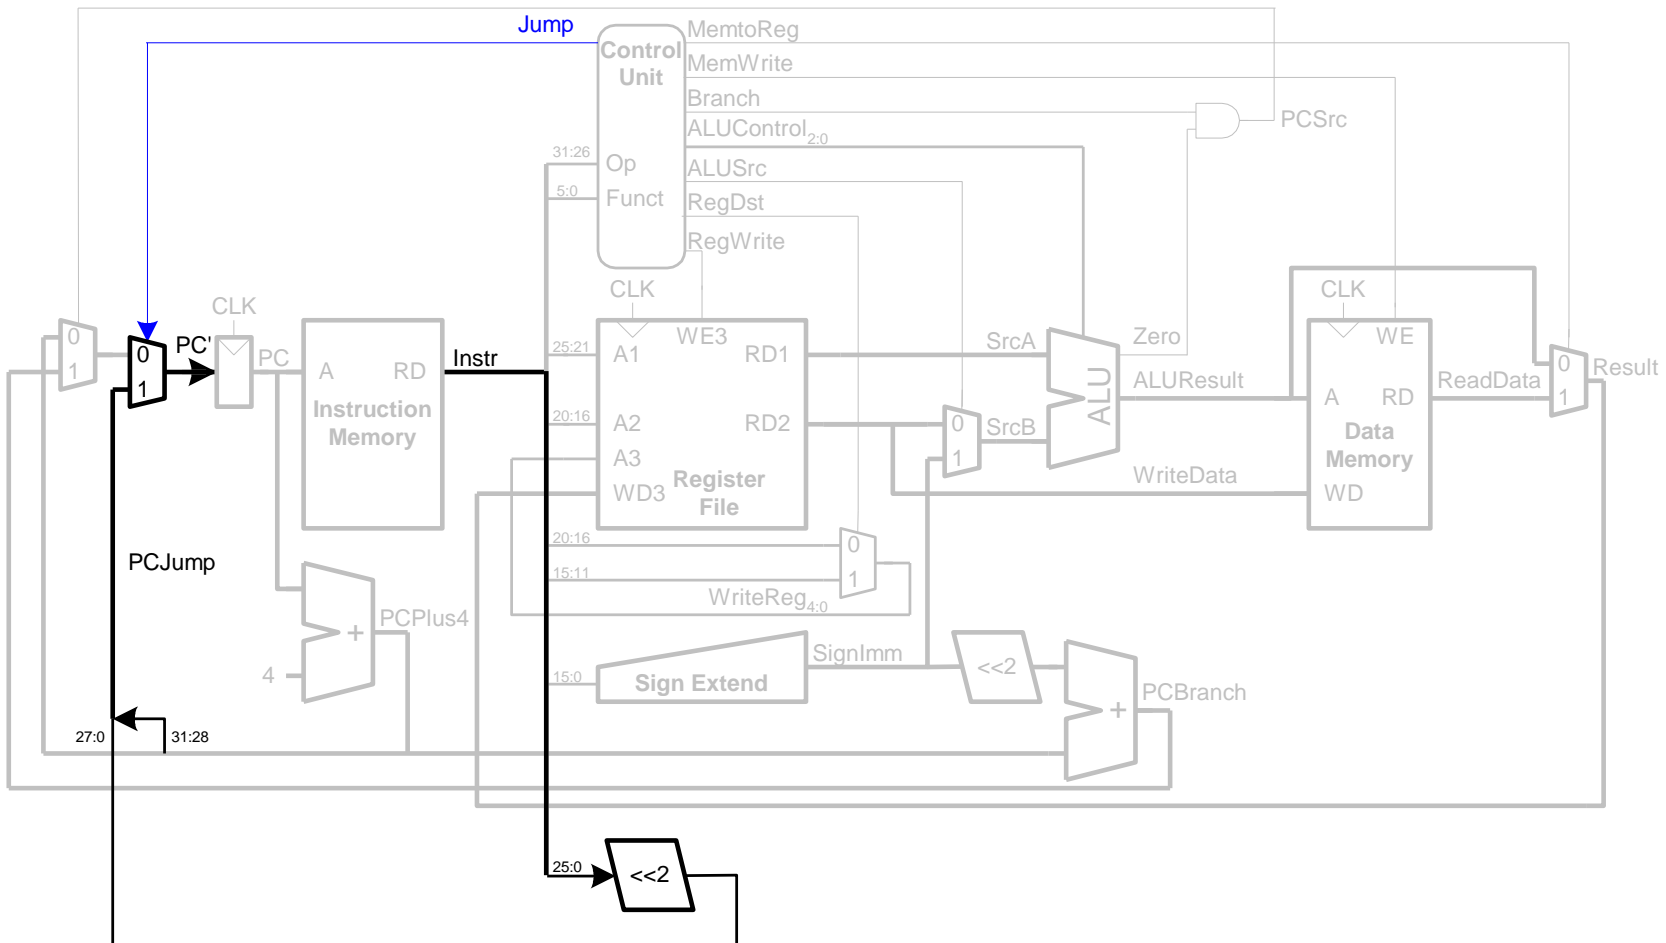 Jump
MemtoReg
Control
Unit
MemWrite
Branch
PCSrc
ALUControl2:0
31:26
Op
ALUSrc
5:0
Funct
RegDst
RegWrite
CLK
CLK
CLK
0
1
0
1
PC'
PC
A
RD
Instruction
Memory
Instr
25:21
A1
WE3
RD1
20:16
A2
RD2
A3
WD3
Register
File
SrcA
0
1
SrcB
ALU
Zero
ALUResult
WE
A
RD
Data
Memory
WD
ReadData
0
1
Result
WriteData
20:16
0
15:11
1
WriteReg4:0
PCJump
PCPlus4
+
4
SignImm
15:0
Sign Extend
<<2
+
PCBranch
27:0
31:28
25:0
<<2